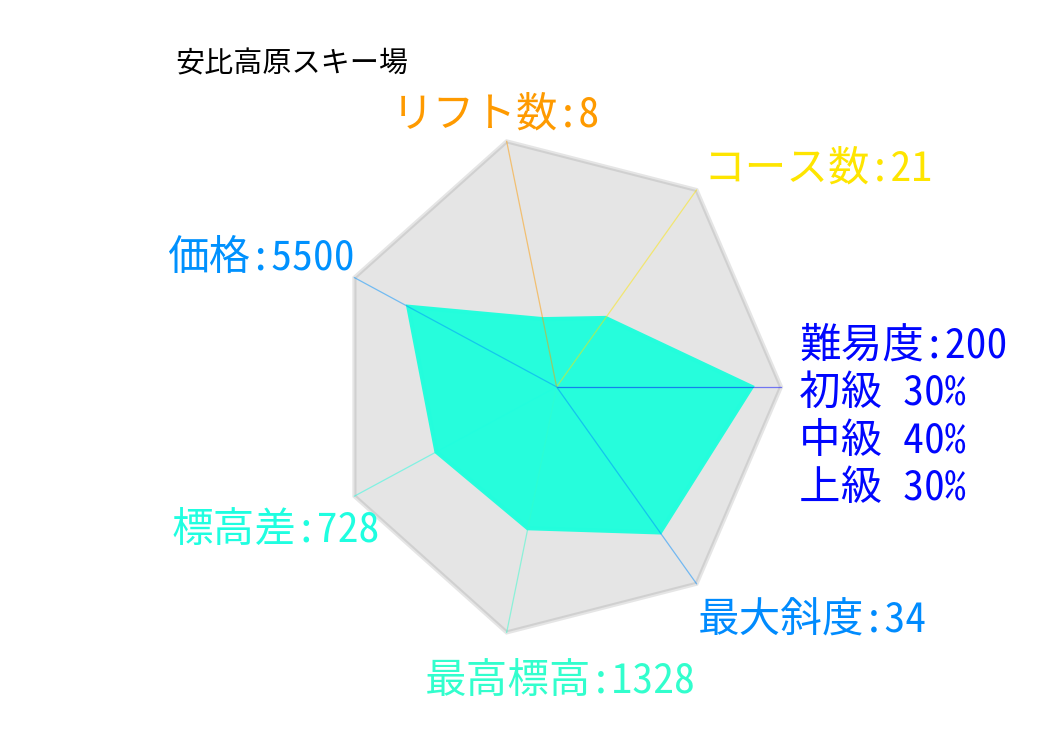 安比高原スキー場
リフト数:8
コース数:21
価格:5500
難易度:200
初級 30%
中級 40%
上級 30%
標高差:728
最大斜度:34
最高標高:1328